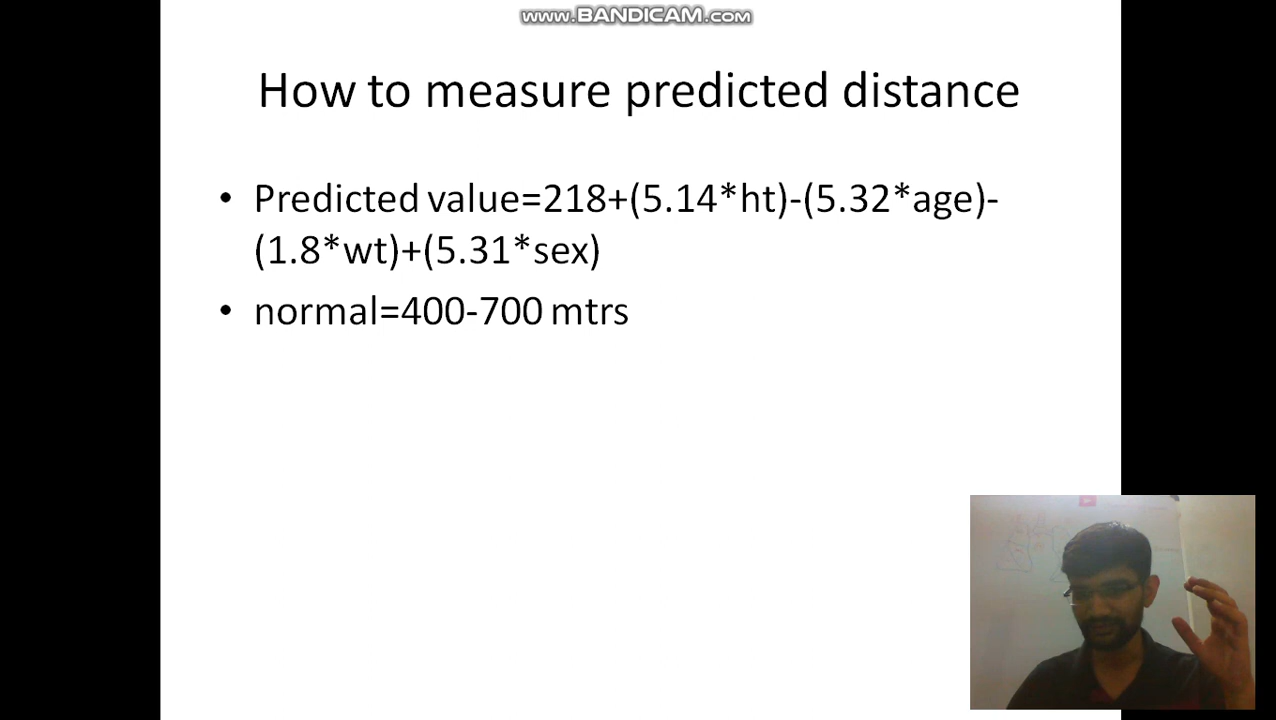 www.BANDICAM.com
How to measure predicted distance
• Predicted value=218+(5.14*ht)-(5.32*age)-
(1.8*wt)+(5.31*sex)
• normal=400-700 mtrs